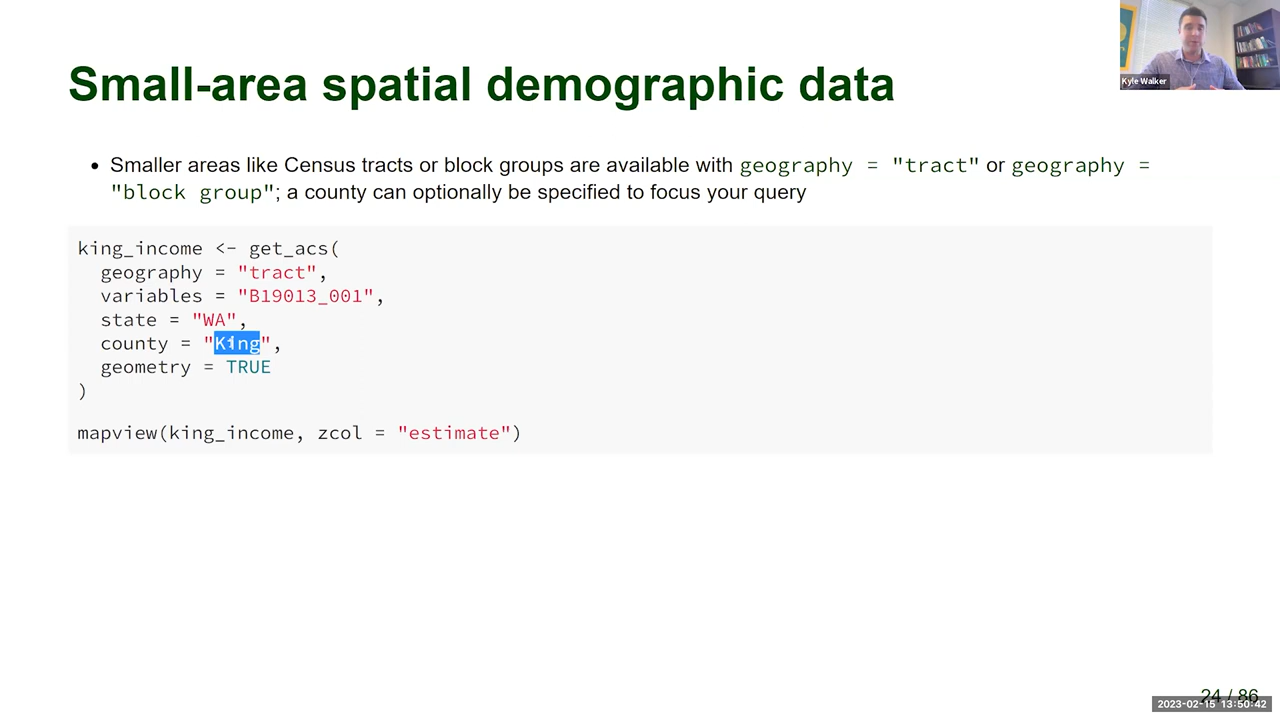 Kyle Walker
Small-area spatial demographic data
• Smaller areas like Census tracts or block groups are available with geography = "tract" or geography =
"block group"; a county can optionally be specified to focus your query
king_income <- get_acs(
  geography = "tract",
  variables = "B19013_001",
  state = "WA",
  county = "King",
  geometry = TRUE
)
mapview(king_income, zcol = "estimate")
24 / 86
2023-02-15 13:50:42